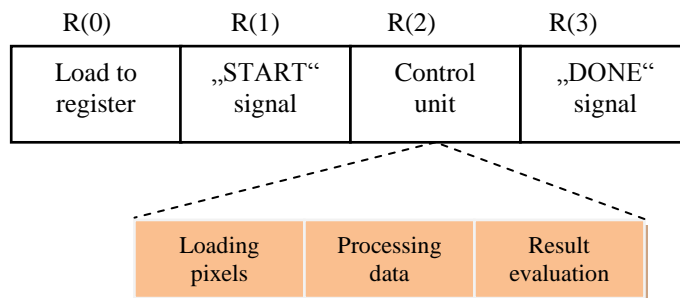 R(0) R(1) R(2) R(3)
Load to „START“ Control „DONE“
register signal unit signal
Loading Processing Result
pixels data evaluation